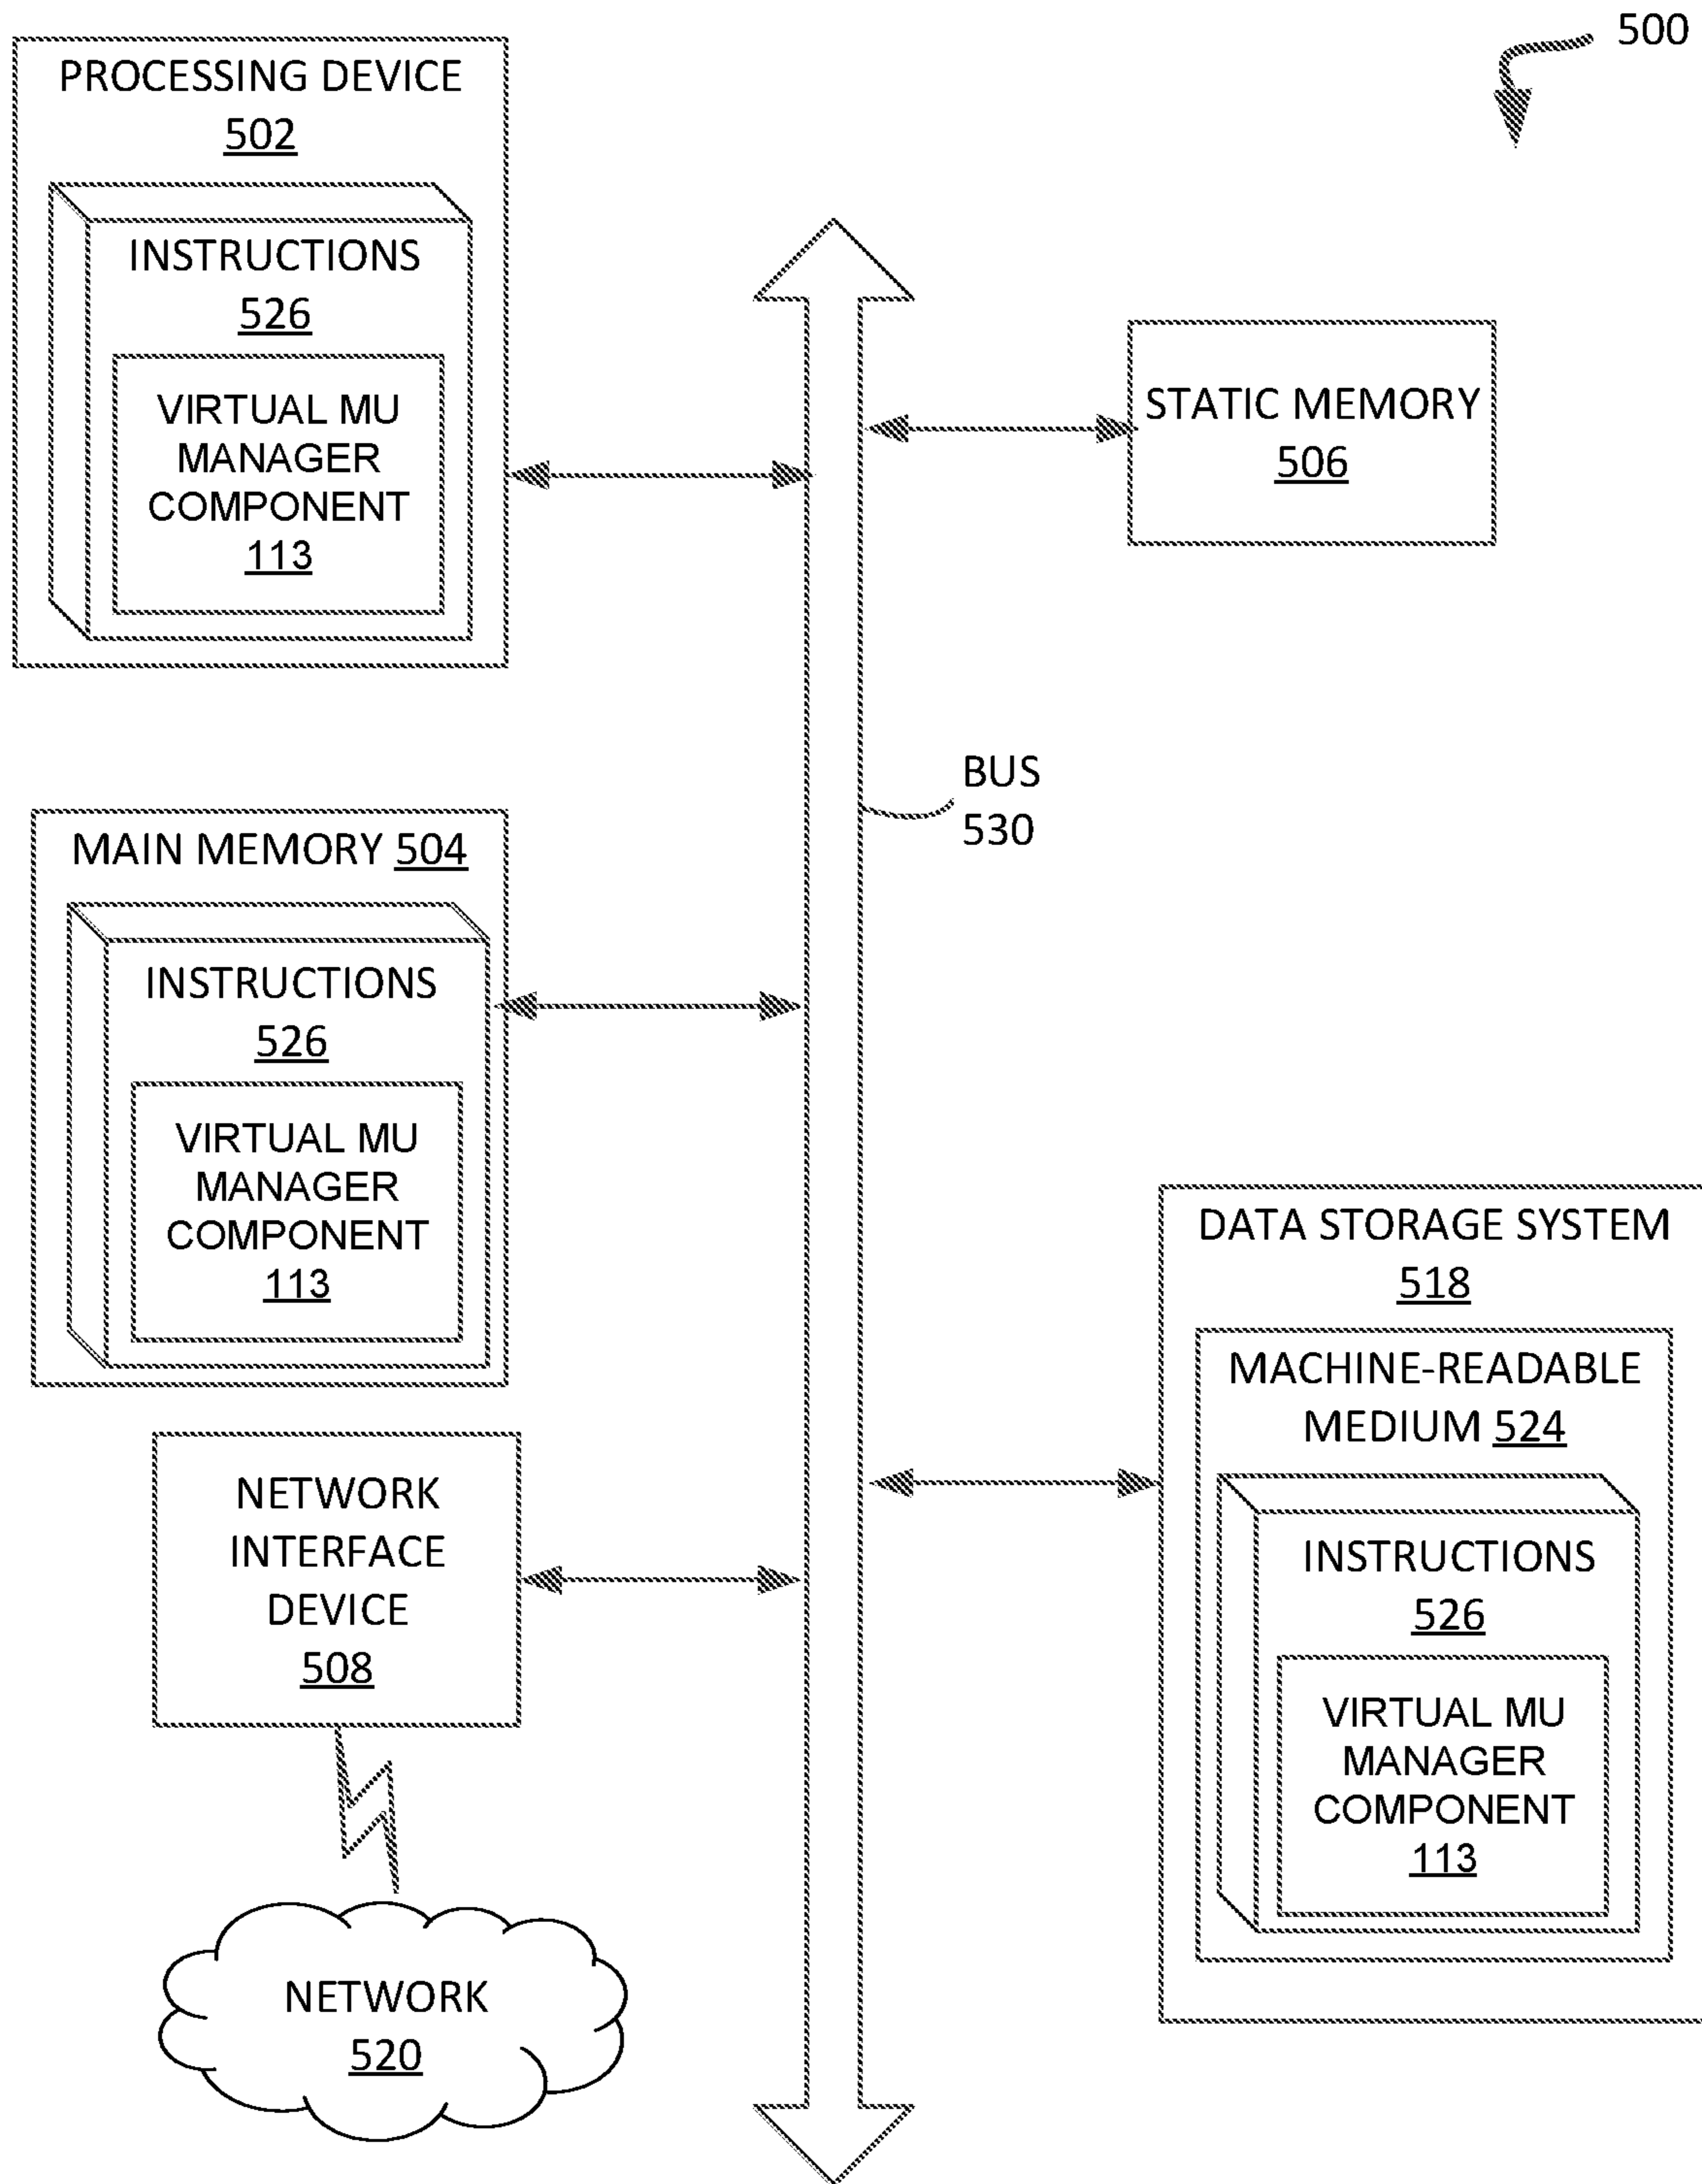 500
PROCESSING DEVICE
502
INSTRUCTIONS
526
VIRTUAL MU
MANAGER
COMPONENT
113
STATIC MEMORY
506
BUS
530
MAIN MEMORY 504
INSTRUCTIONS
526
VIRTUAL MU
MANAGER
COMPONENT
113
DATA STORAGE SYSTEM
518
MACHINE-READABLE
MEDIUM 524
INSTRUCTIONS
526
VIRTUAL MU
MANAGER
COMPONENT
113
NETWORK
INTERFACE
DEVICE
508
NETWORK
520